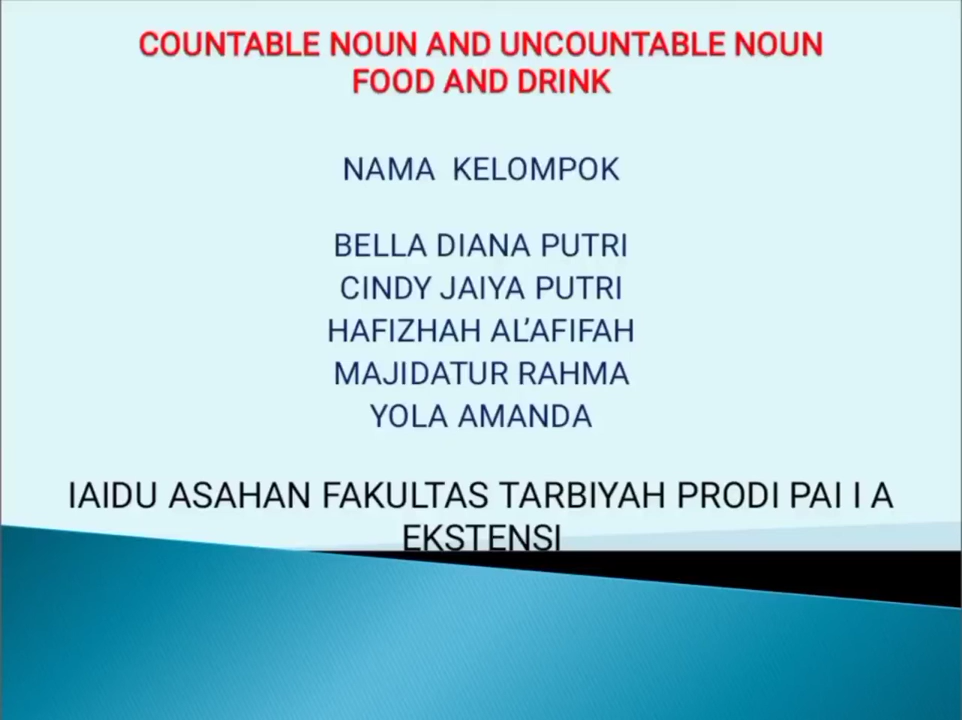 COUNTABLE NOUN AND UNCOUNTABLE NOUN
FOOD AND DRINK
NAMA KELOMPOK
BELLA DIANA PUTRI
CINDY JAIYA PUTRI
HAFIZHAH AL’AFIFAH
MAJIDATUR RAHMA
YOLA AMANDA
IAIDU ASAHAN FAKULTAS TARBIYAH PRODI PAI I A
EKSTENSI